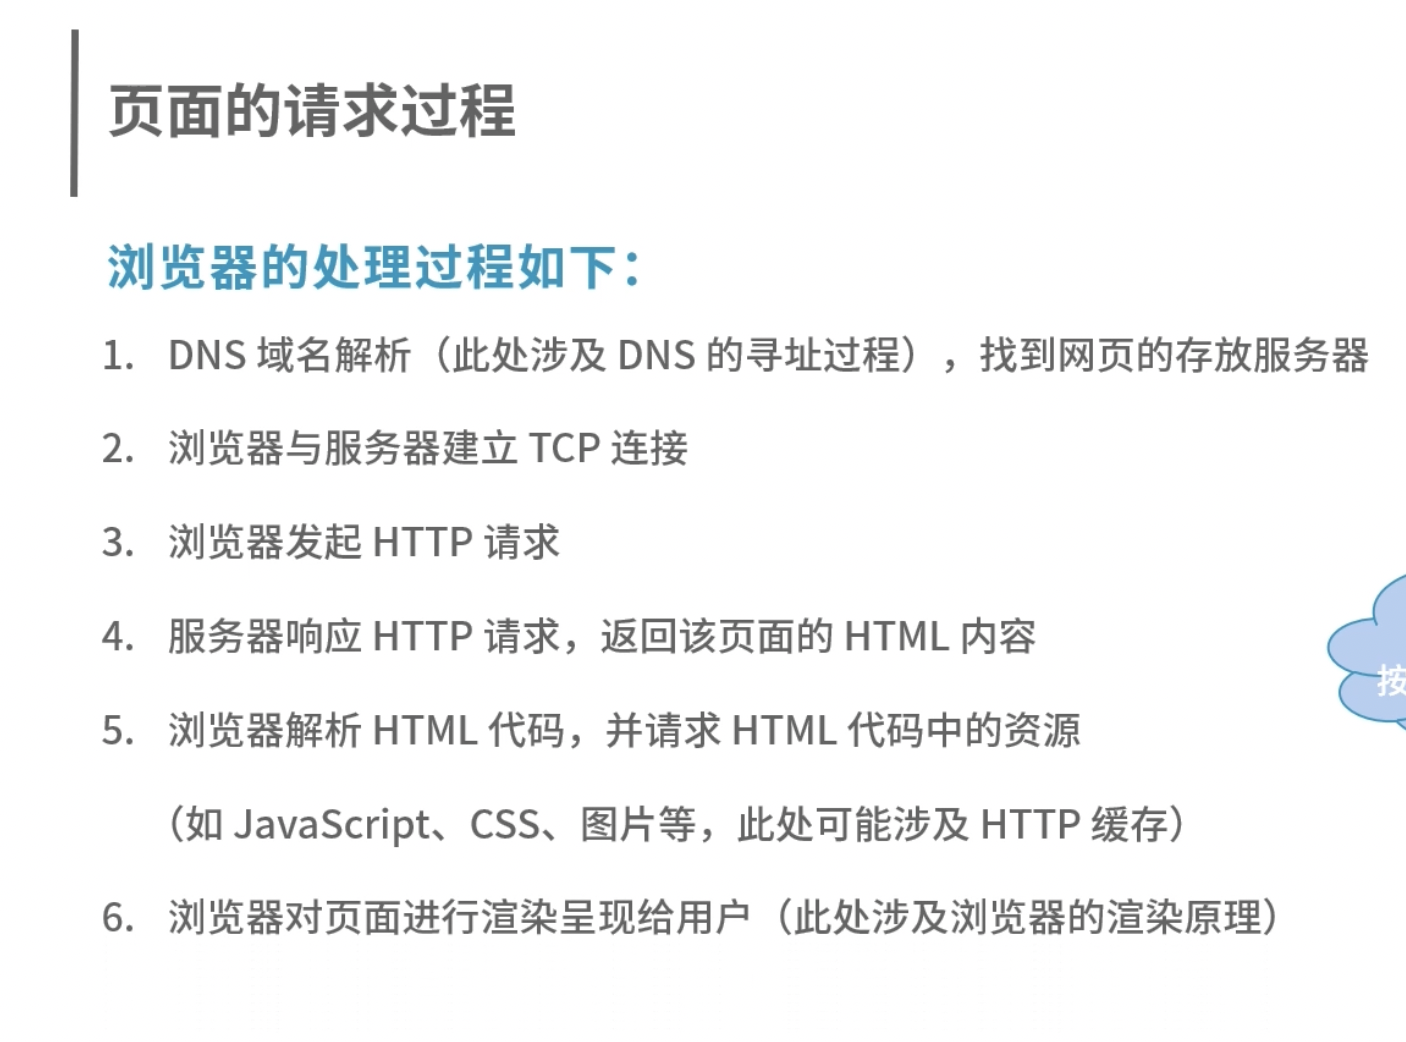 页面的请求过程
浏览器的处理过程如下：
1. DNS 域名解析（此处涉及 DNS 的寻址过程），找到网页的存放服务器
2. 浏览器与服务器建立 TCP 连接
3. 浏览器发起 HTTP 请求
4. 服务器响应 HTTP 请求，返回该页面的 HTML 内容
5. 浏览器解析 HTML 代码，并请求 HTML 代码中的资源
（如 JavaScript、CSS、图片等，此处可能涉及 HTTP 缓存）
按
6. 浏览器对页面进行渲染呈现给用户（此处涉及浏览器的渲染原理）